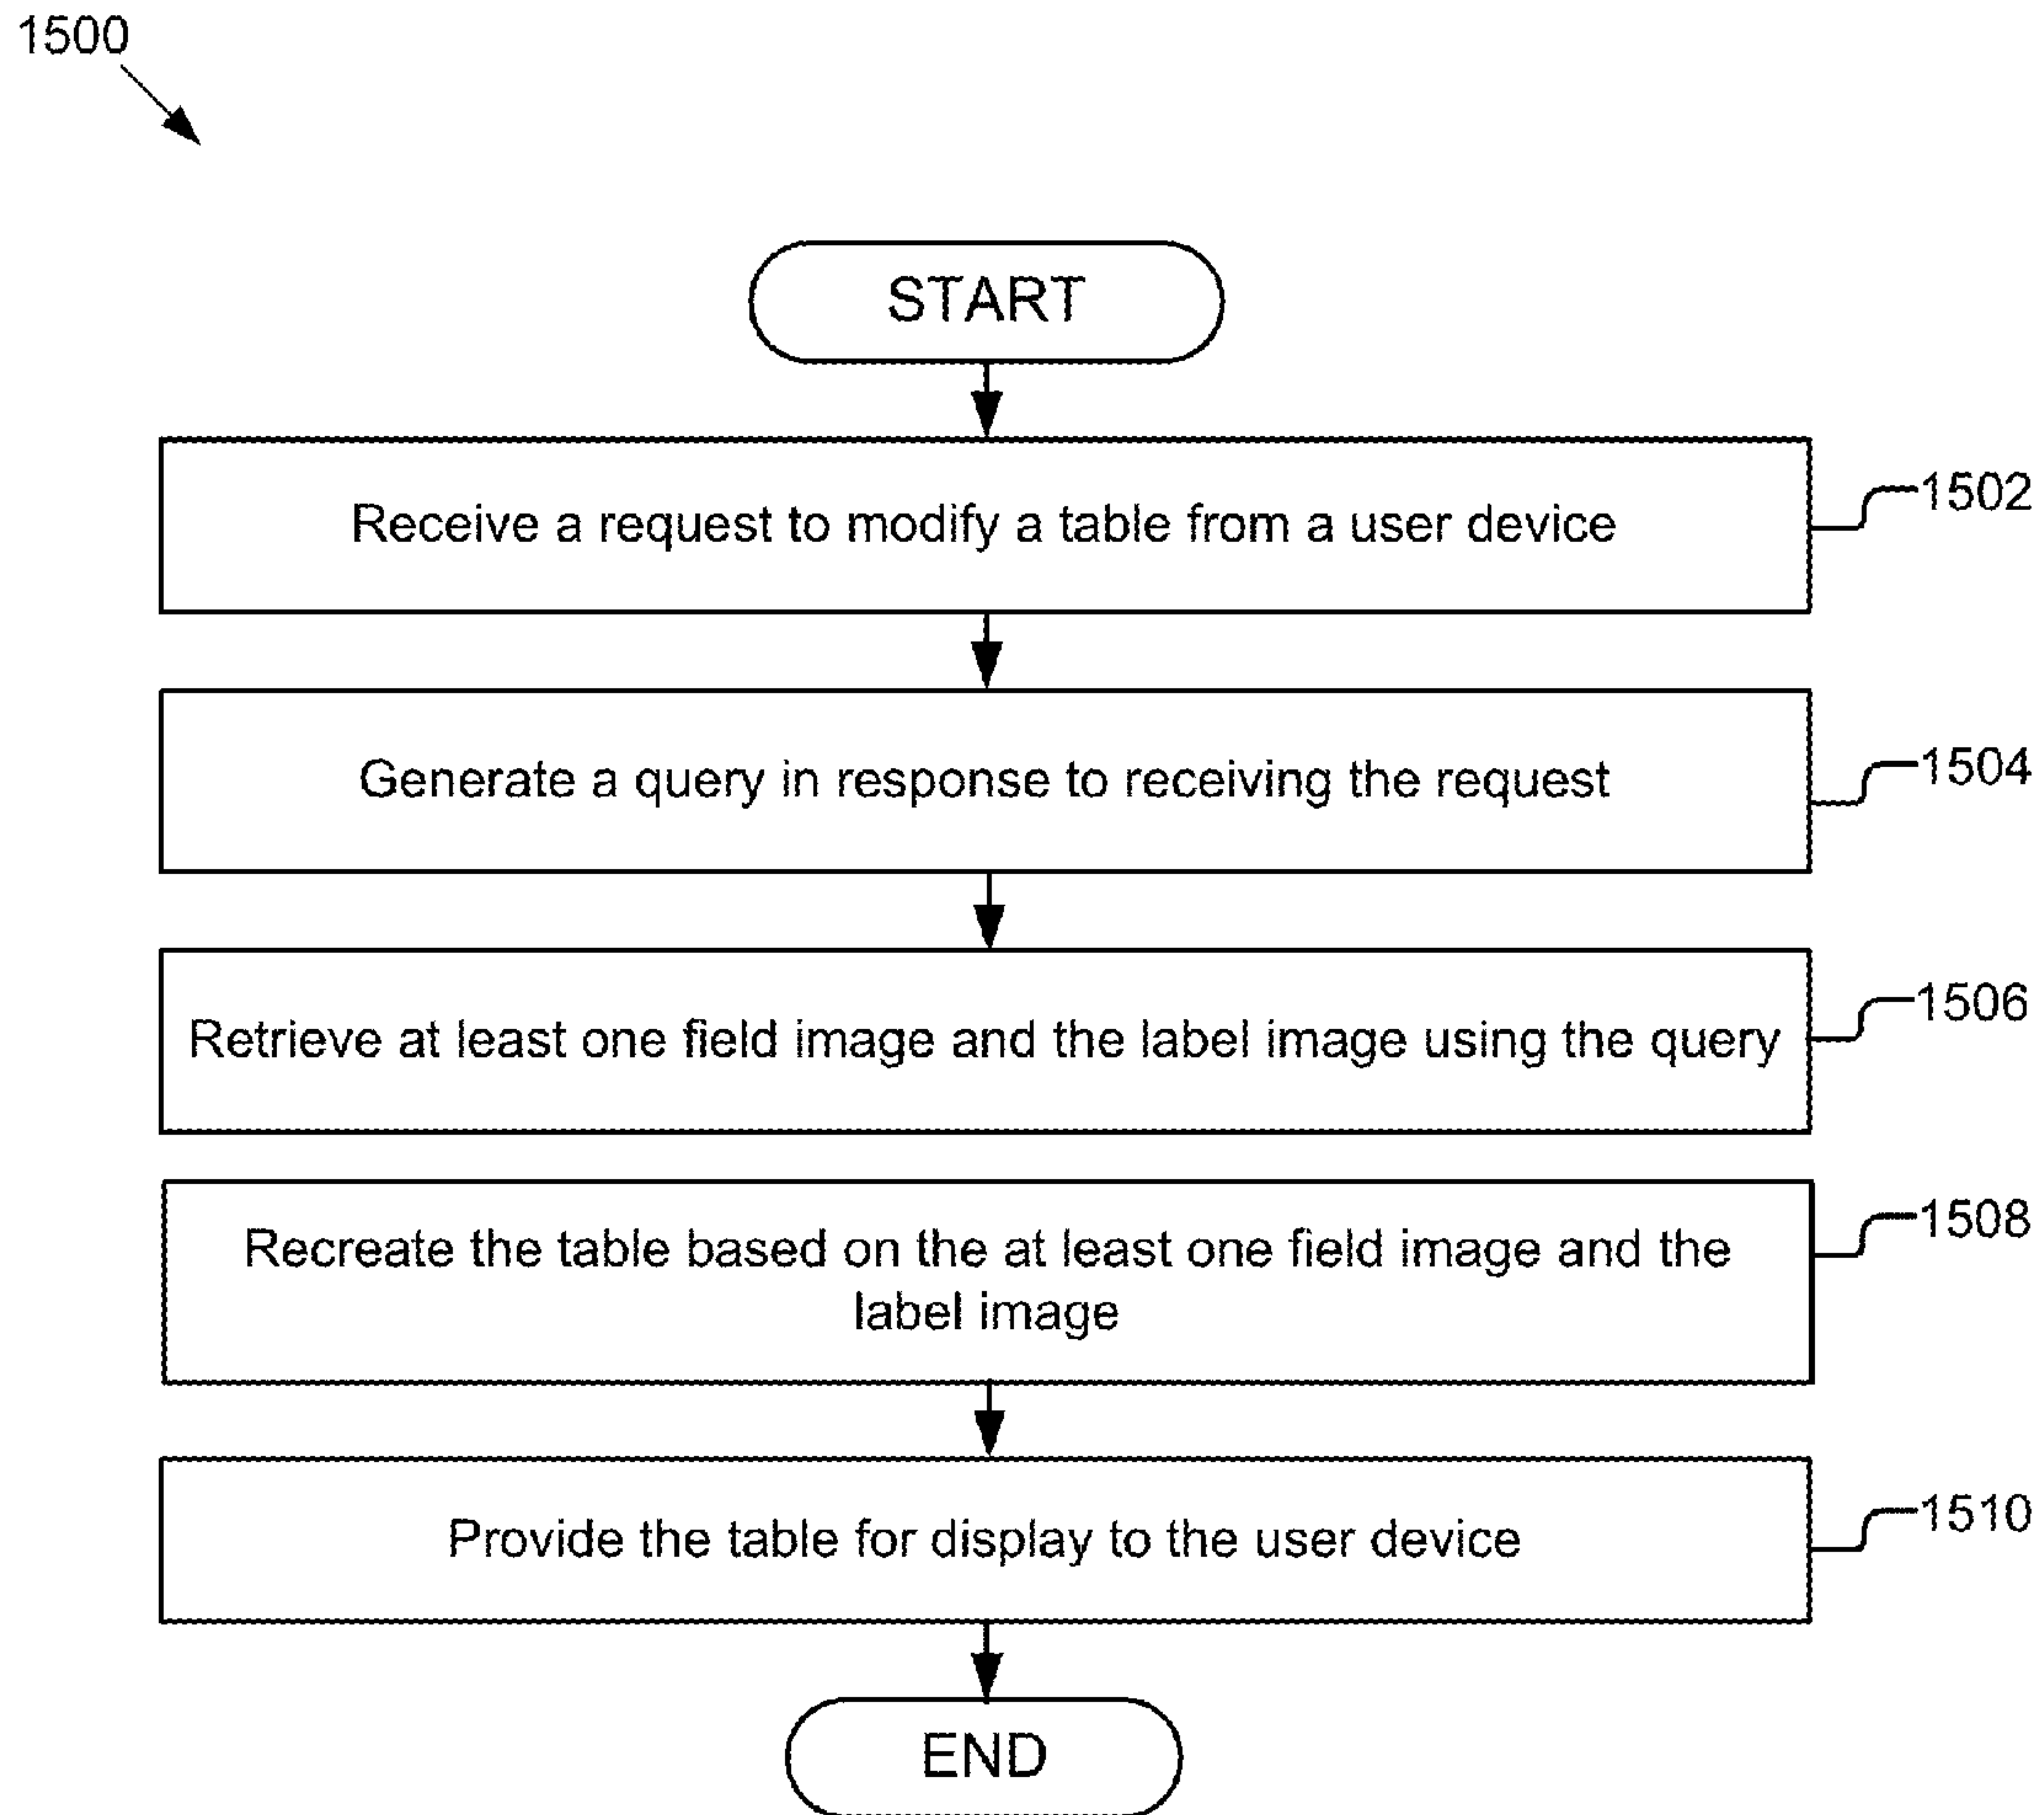 1500
START
Receive a request to modify a table from a user device
1502
Generate a query in response to receiving the request
1504
Retrieve at least one field image and the label image using the query
1506
Recreate the table based on the at least one field image and the
label image
1508
Provide the table for display to the user device
1510
END